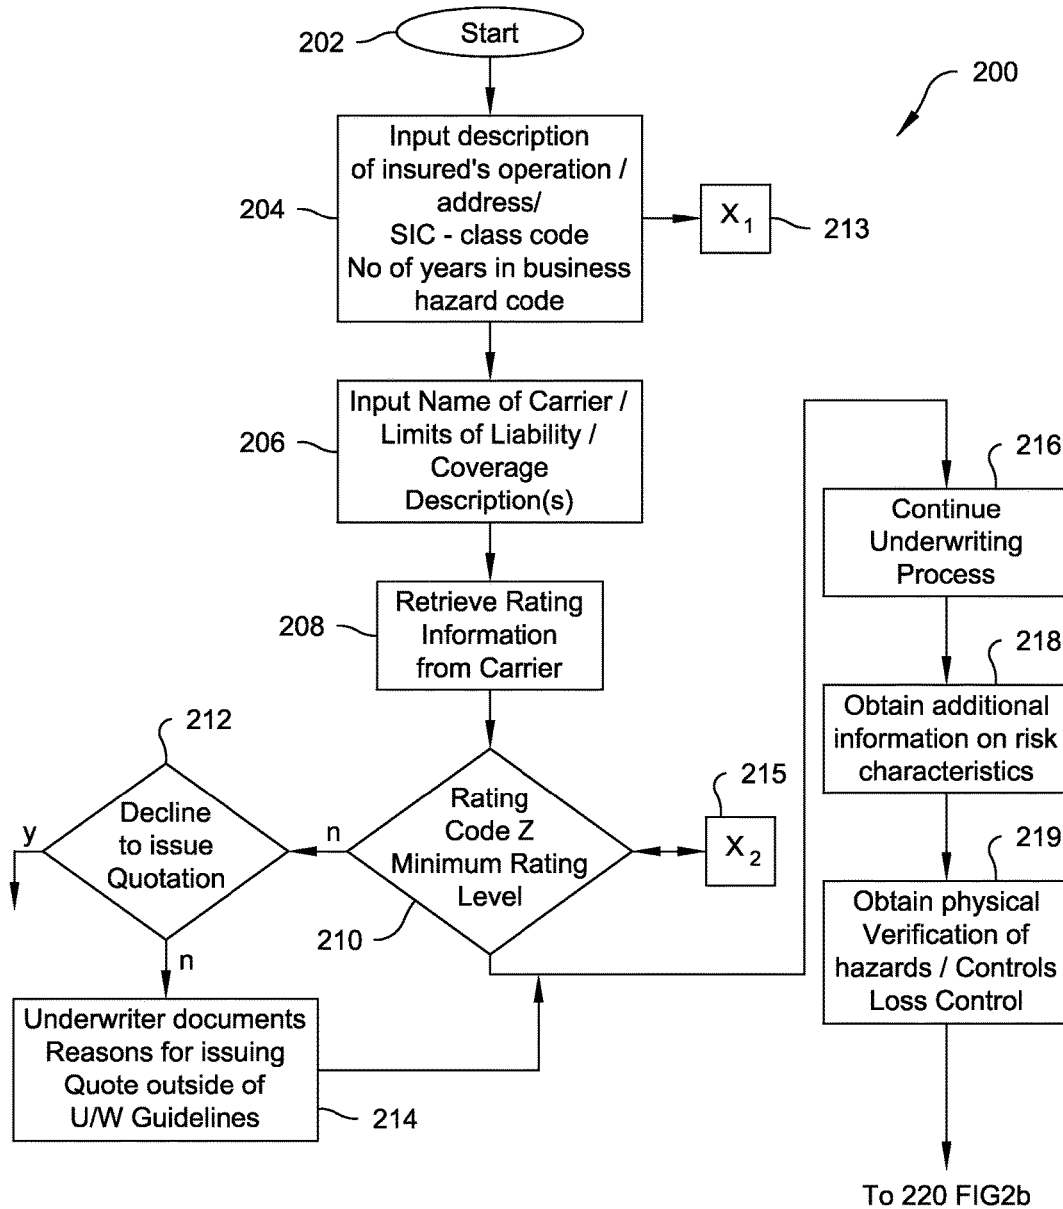 202
Start
200
204
Input description
of insured's operation /
address/
SIC - class code
No of years in business
hazard code
X 1
213
206
Input Name of Carrier /
Limits of Liability /
Coverage
Description(s)
208
Retrieve Rating
Information
from Carrier
212
Decline
to issue
Quotation
y
n
n
Rating
Code Z
Minimum Rating
Level
210
215
X 2
Underwriter documents
Reasons for issuing
Quote outside of
U/W Guidelines
214
216
Continue
Underwriting
Process
218
Obtain additional
information on risk
characteristics
219
Obtain physical
Verification of
hazards / Controls
Loss Control
To 220 FIG2b